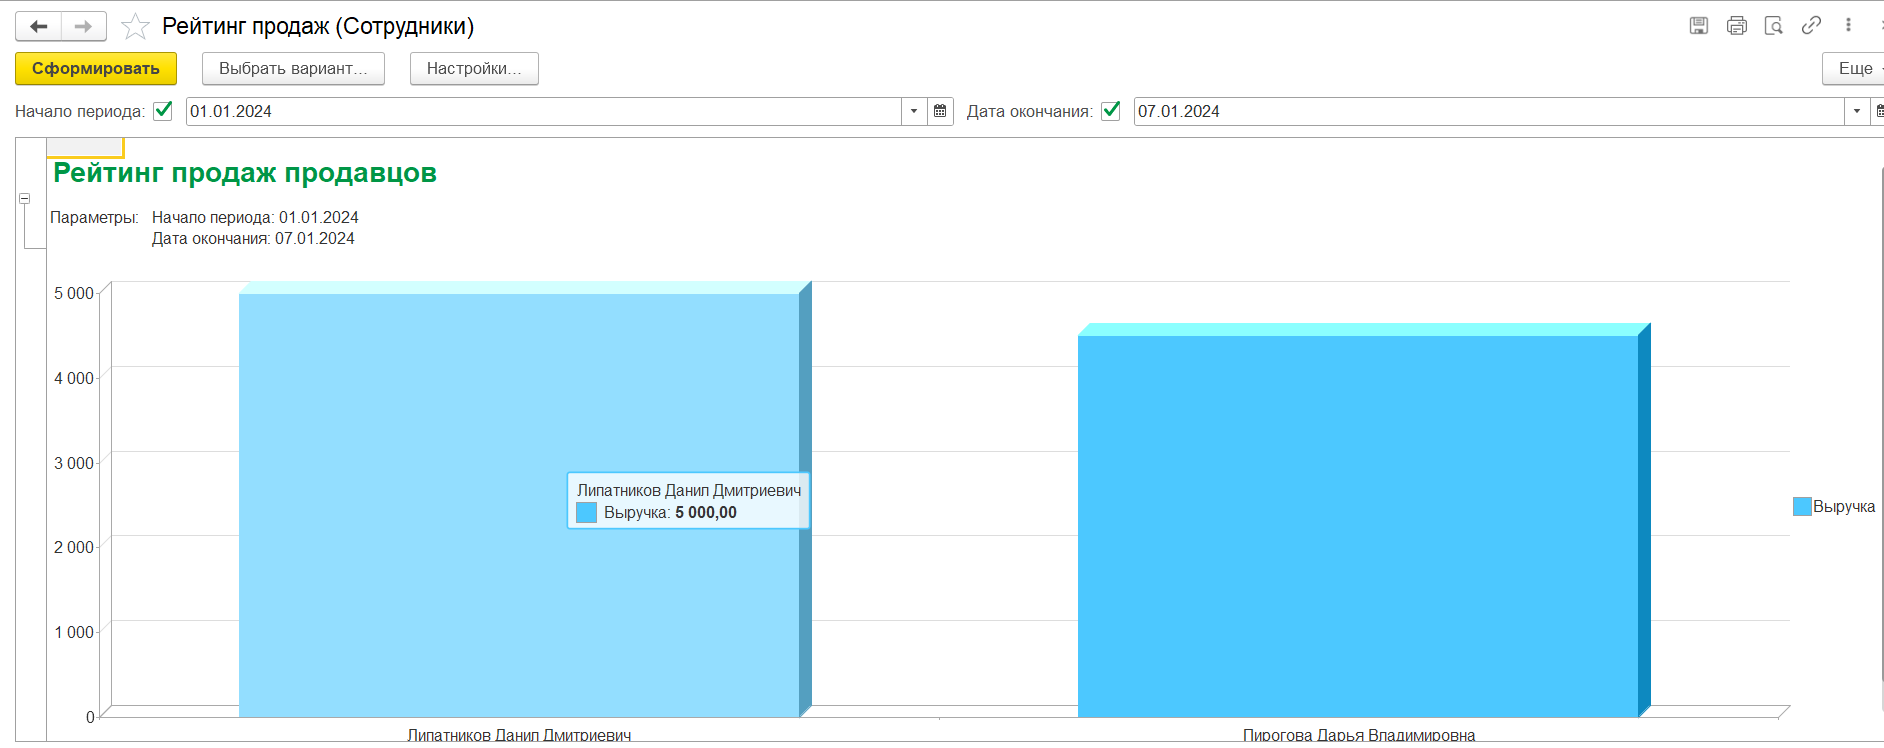 Рейтинг продаж (Сотрудники)
Сформировать Выбрать вариант... Настройки... Еще
Начало периода: 01.01.2024 Дата окончания: 07.01.2024
Рейтинг продаж продавцов
Параметры: Начало периода: 01.01.2024
Дата окончания: 07.01.2024
5 000
4 000
3 000
Липатников Данил Дмитриевич
Выручка: 5 000,00
Выручка
2 000
1 000
0
Липатников Данил Дмитриевич Пирогова Дарья Владимировна